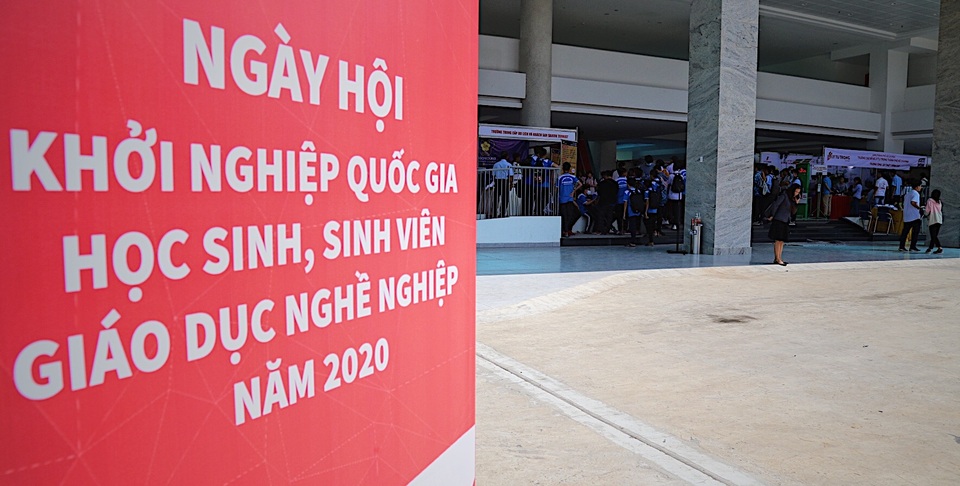 NGÀY HỘI
KHỞI NGHIỆP QUỐC GIA
HỌC SINH, SINH VIÊN
GIÁO DỤC NGHỀ NGHIỆP
NĂM 2020